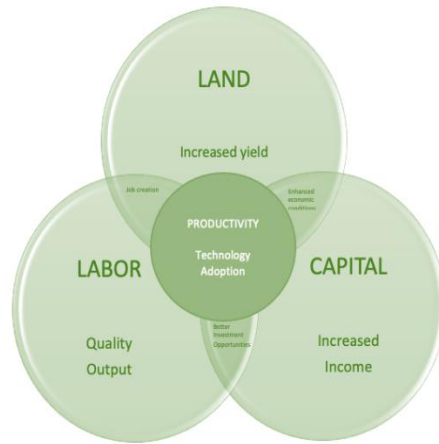 LAND
Increased yield
Job creation
Enhanced
economic
conditions
PRODUCTIVITY
Technology
Adoption
LABOR
CAPITAL
Quality
Output
Better
Investment
Opportunities
Increased
Income